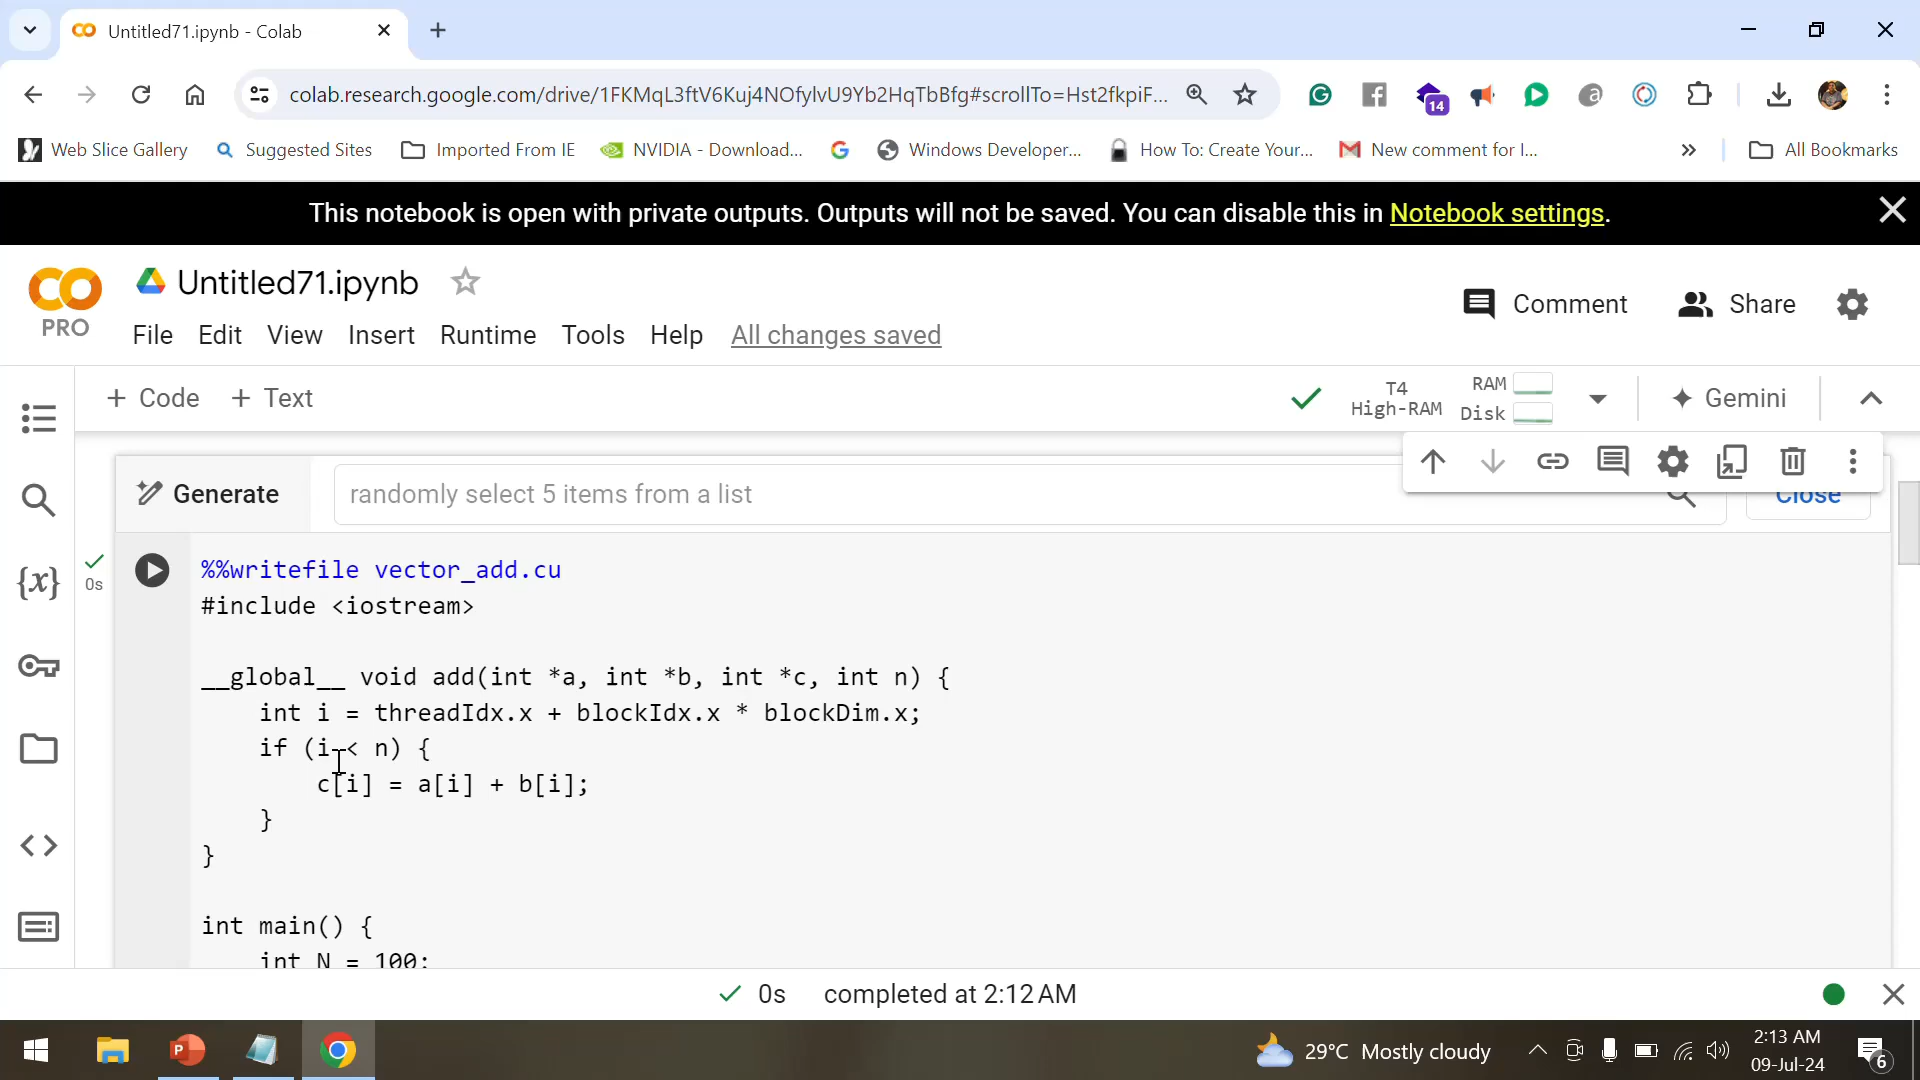 Untitled71.ipynb - Colab
colab.research.google.com/drive/1FKMqL3ftV6Kuj4NOfylvU9Yb2HqTbBfg#scrollTo=Hst2fkpiF...
14
a
Web Slice Gallery
Suggested Sites
Imported From IE
NVIDIA - Download...
Windows Developer...
How To: Create Your...
New comment for I...
All Bookmarks
This notebook is open with private outputs. Outputs will not be saved. You can disable this in Notebook settings.
PRO
Untitled71.ipynb
File Edit View Insert Runtime Tools Help All changes saved
Comment
Share
+ Code + Text
T4
High-RAM
RAM
Disk
Gemini
Generate
randomly select 5 items from a list
Close
{x}
0s
%%writefile vector_add.cu
#include <iostream>
__global__ void add(int *a, int *b, int *c, int n) {
int i = threadIdx.x + blockIdx.x * blockDim.x;
if (i < n) {
c[i] = a[i] + b[i];
}
}
int main() {
int N = 100;
0s completed at 2:12 AM
P
29°C Mostly cloudy
2:13 AM
09-Jul-24
6